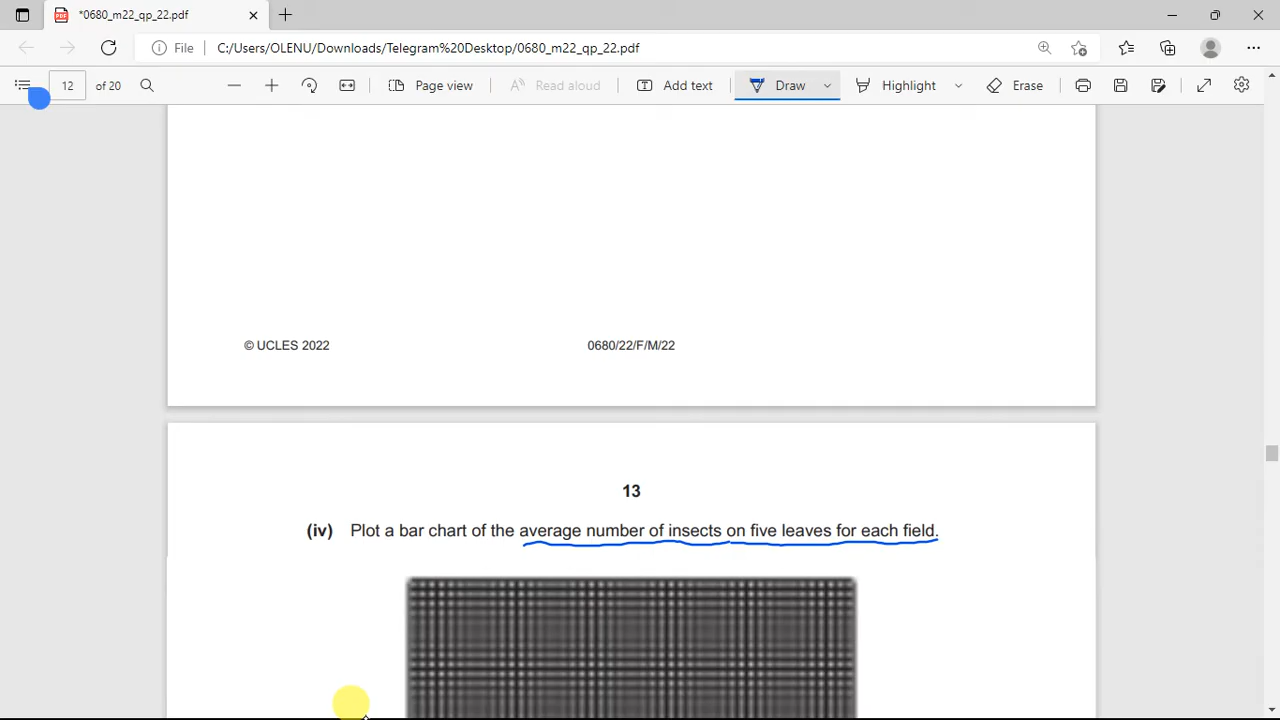 *0680_m22_qp_22.pdf
File
C:/Users/OLENU/Downloads/Telegram%20Desktop/0680_m22_qp_22.pdf
12 of 20
Page view
Read aloud
Add text
Draw
Highlight
Erase
© UCLES 2022
0680/22/F/M/22
13
(iv) Plot a bar chart of the average number of insects on five leaves for each field.